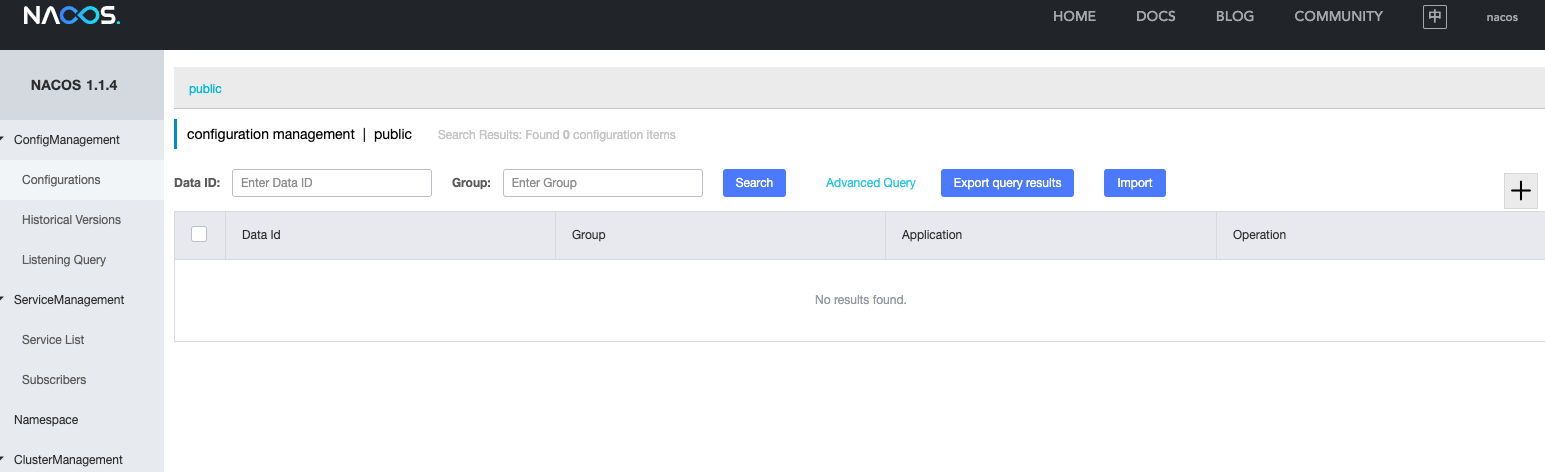 NACOS. HOME DOCS BLOG COMMUNITY 中 nacos
NACOS 1.1.4
public
ConfigManagement
configuration management | public Search Results: Found 0 configuration items
Configurations
Data ID: Enter Data ID Group: Enter Group Search Advanced Query Export query results Import
Historical Versions
Data Id Group Application Operation
Listening Query
ServiceManagement
No results found.
Service List
Subscribers
Namespace
ClusterManagement